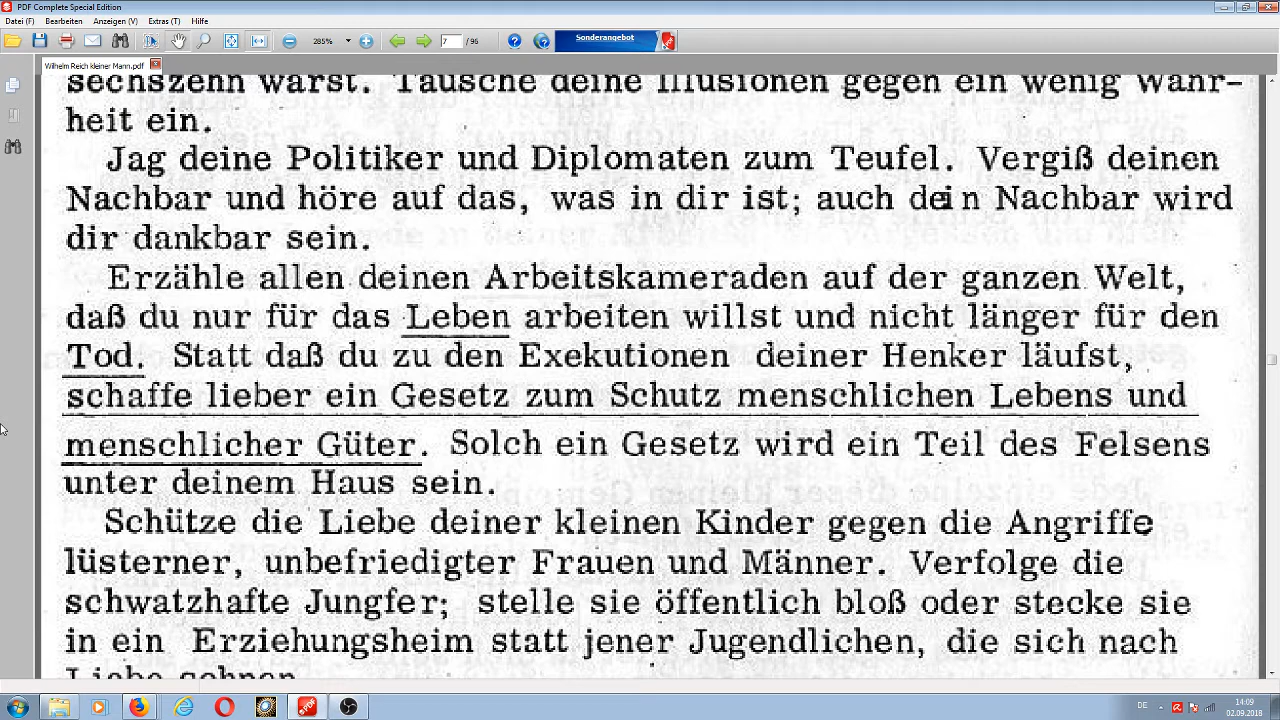 PDF Complete Special Edition
Datei (F) Bearbeiten Anzeigen (V) Extras (T) Hilfe
285% 7 / 95 Sonderangebot
Wilhelm Reich kleiner Mann.pdf
sechszehn warst. Tausche deine Illusionen gegen ein wenig Wahr-
heit ein.
Jag deine Politiker und Diplomaten zum Teufel. Vergiß deinen
Nachbar und höre auf das, was in dir ist; auch dein Nachbar wird
dir dankbar sein.
Erzähle allen deinen Arbeitskameraden auf der ganzen Welt,
daß du nur für das Leben arbeiten willst und nicht länger für den
Tod. Statt daß du zu den Exekutionen deiner Henker läufst,
schaffe lieber ein Gesetz zum Schutz menschlichen Lebens und
menschlicher Güter. Solch ein Gesetz wird ein Teil des Felsens
unter deinem Haus sein.
Schütze die Liebe deiner kleinen Kinder gegen die Angriffe
lüsterner, unbefriedigter Frauen und Männer. Verfolge die
schwatzhafte Jungfer; stelle sie öffentlich bloß oder stecke sie
in ein Erziehungsheim statt jener Jugendlichen, die sich nach
Liebe sehnen
DE 14:09
02.09.2018